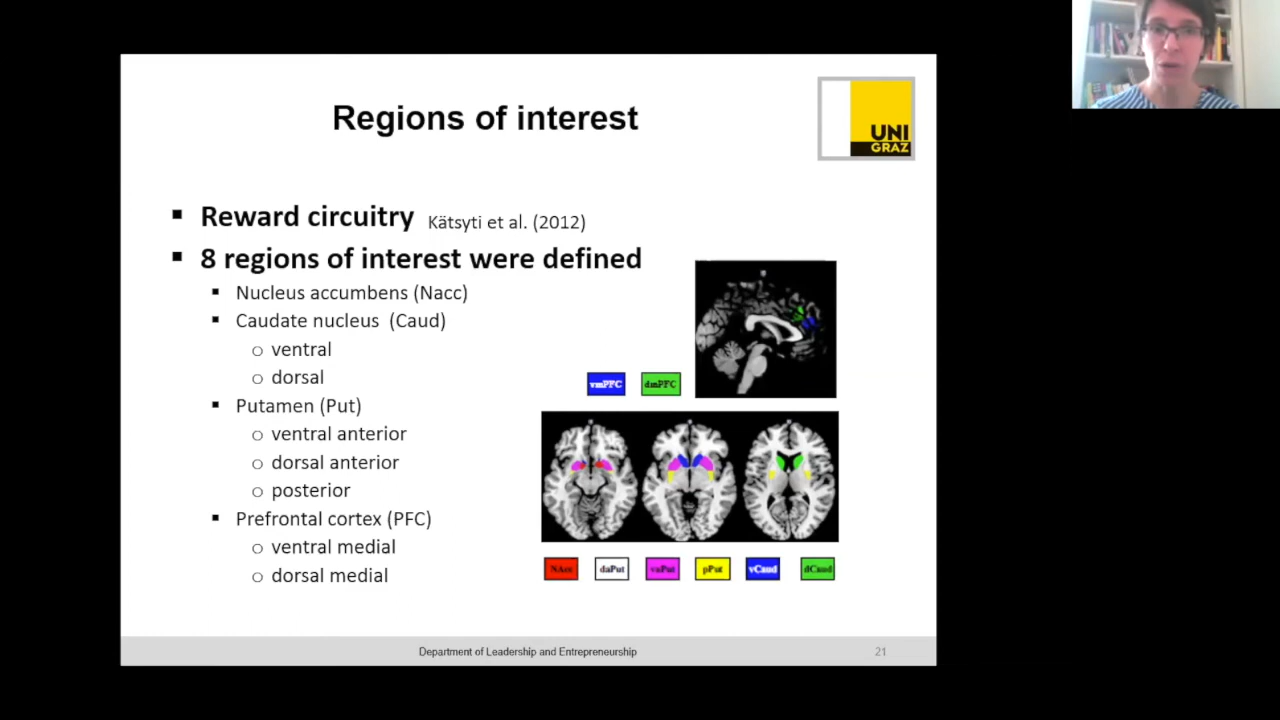 Regions of interest
UNI
GRAZ
▪ Reward circuitry Kätsyti et al. (2012)
▪ 8 regions of interest were defined
▪ Nucleus accumbens (Nacc)
▪ Caudate nucleus (Caud)
o ventral
o dorsal
▪ Putamen (Put)
o ventral anterior
o dorsal anterior
o posterior
▪ Prefrontal cortex (PFC)
o ventral medial
o dorsal medial
vmPFC dmPFC
NAcc daPut vaPut pPut vCaud dCaud
Department of Leadership and Entrepreneurship 21